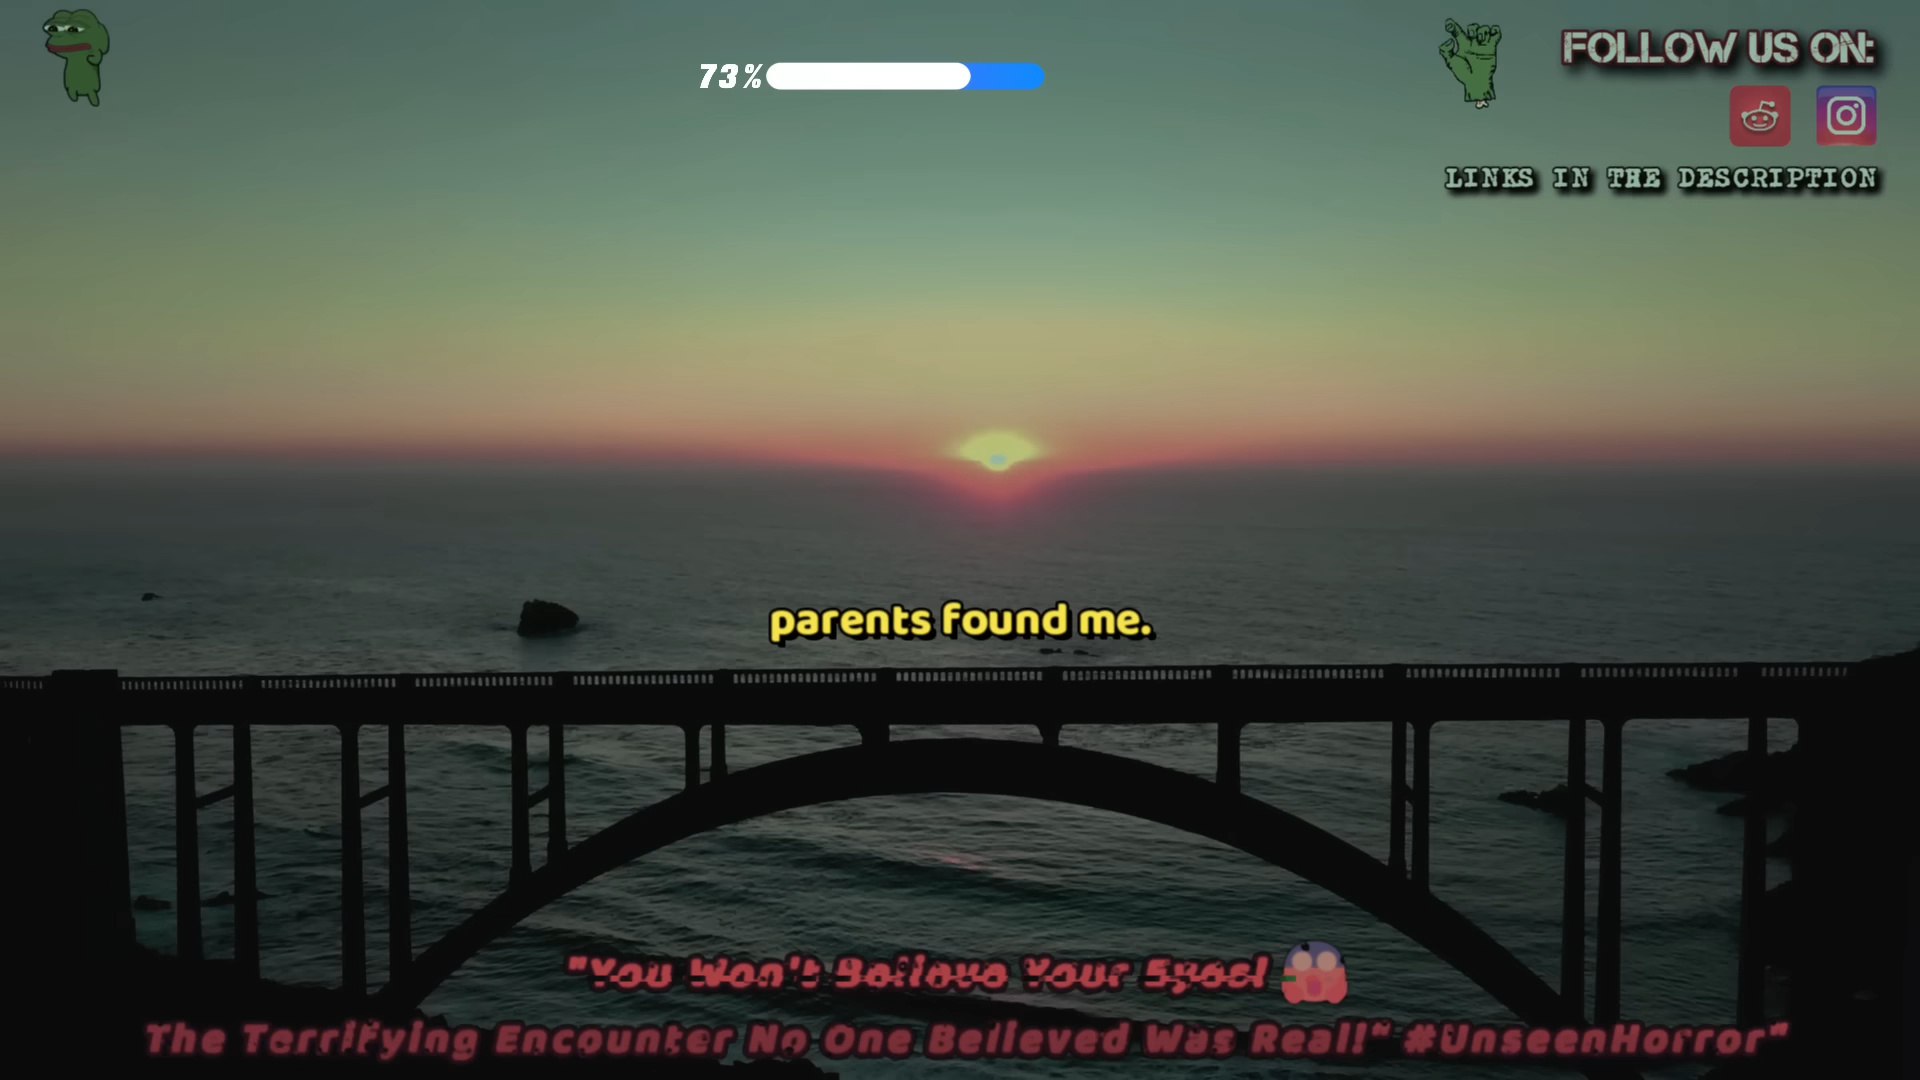 73%
FOLLOW US ON:
LINKS IN THE DESCRIPTION
parents found me.
"You Won't Believe Your Eyes!
The Terrifying Encounter No One Believed Was Real!" #UnseenHorror"